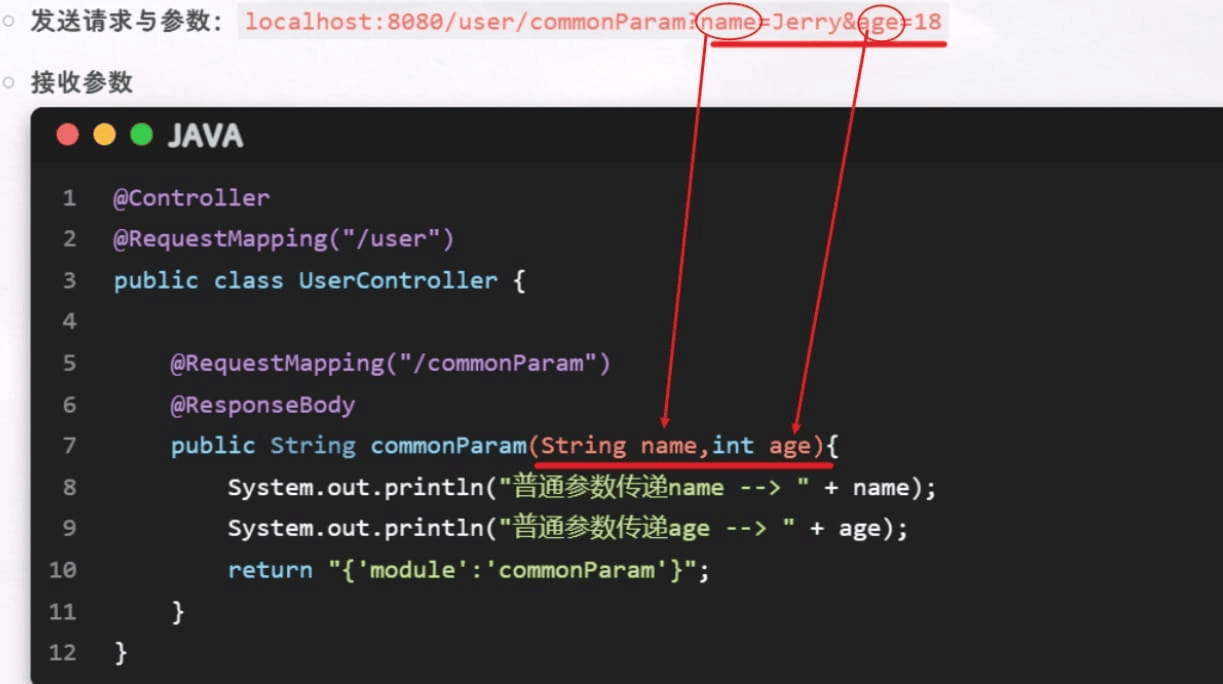 发送请求与参数： localhost:8080/user/commonParam?name=Jerry&age=18
接收参数
JAVA
1 @Controller
2 @RequestMapping("/user")
3 public class UserController {
4
5 @RequestMapping("/commonParam")
6 @ResponseBody
7 public String commonParam(String name,int age){
8 System.out.println("普通参数传递name --> " + name);
9 System.out.println("普通参数传递age --> " + age);
10 return "{'module':'commonParam'}";
11 }
12 }